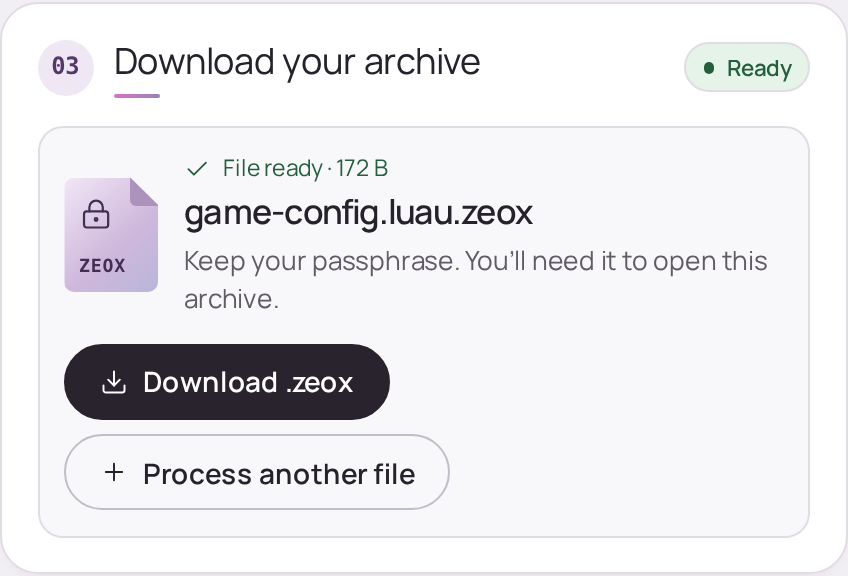 03
Download your archive
Ready
File ready · 172 B
game-config.luau.zeox
Keep your passphrase. You’ll need it to open this
archive.
ZEOX
Download .zeox
Process another file